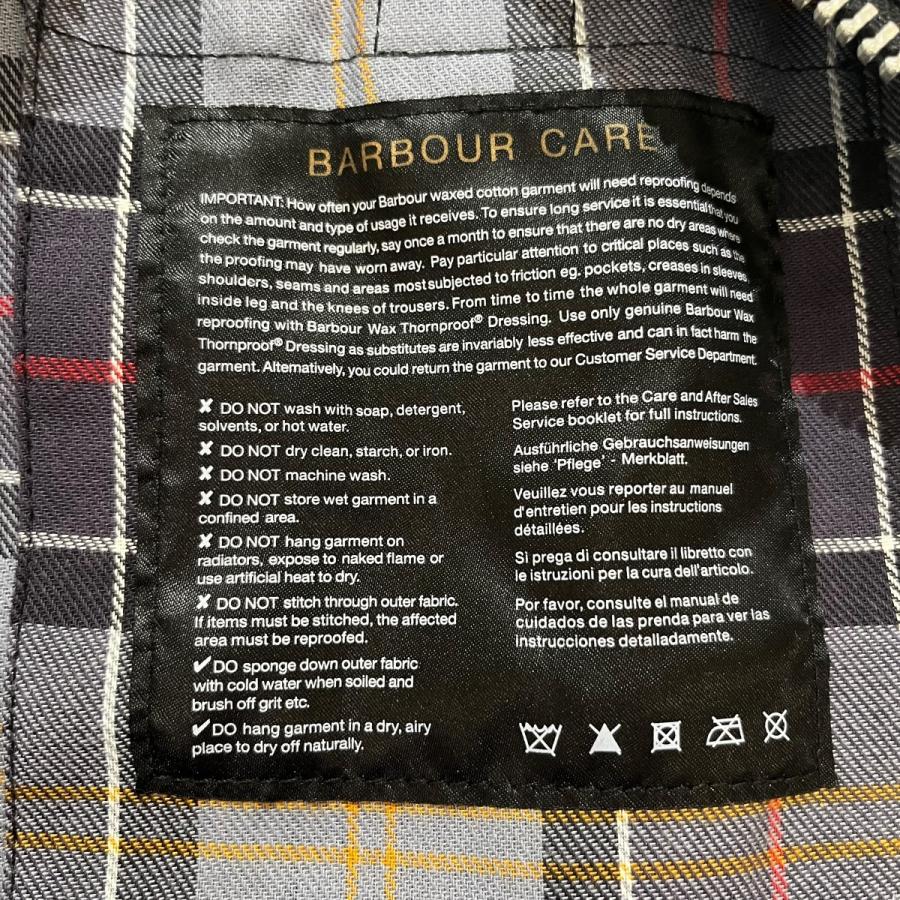 BARBOUR CARE
IMPORTANT: How often your Barbour waxed cotton garment will need reproofing depends
on the amount and type of usage it receives. To ensure long service it is essential that you
check the garment regularly, say once a month to ensure that there are no dry areas where
the proofing may have worn away. Pay particular attention to critical places such as the
shoulders, seams and areas most subjected to friction eg. pockets, creases in sleeves,
inside leg and the knees of trousers. From time to time the whole garment will need
reproofing with Barbour Wax Thornproof® Dressing. Use only genuine Barbour Wax
Thornproof® Dressing as substitutes are invariably less effective and can in fact harm the
garment. Alternatively, you could return the garment to our Customer Service Department.
✘ DO NOT wash with soap, detergent,
solvents, or hot water.
✘ DO NOT dry clean, starch, or iron.
✘ DO NOT machine wash.
✘ DO NOT store wet garment in a
confined area.
✘ DO NOT hang garment on
radiators, expose to naked flame or
use artificial heat to dry.
✘ DO NOT stitch through outer fabric.
If items must be stitched, the affected
area must be reproofed.
✔ DO sponge down outer fabric
with cold water when soiled and
brush off grit etc.
✔ DO hang garment in a dry, airy
place to dry off naturally.
Please refer to the Care and After Sales
Service booklet for full instructions.
Ausführliche Gebrauchsanweisungen
siehe 'Pflege' - Merkblatt.
Veuillez vous reporter au manuel
d'entretien pour les instructions
détaillées.
Si prega di consultare il libretto con
le istruzioni per la cura dell'articolo.
Por favor, consulte el manual de
cuidados de las prenda para ver las
instrucciones detalladamente.